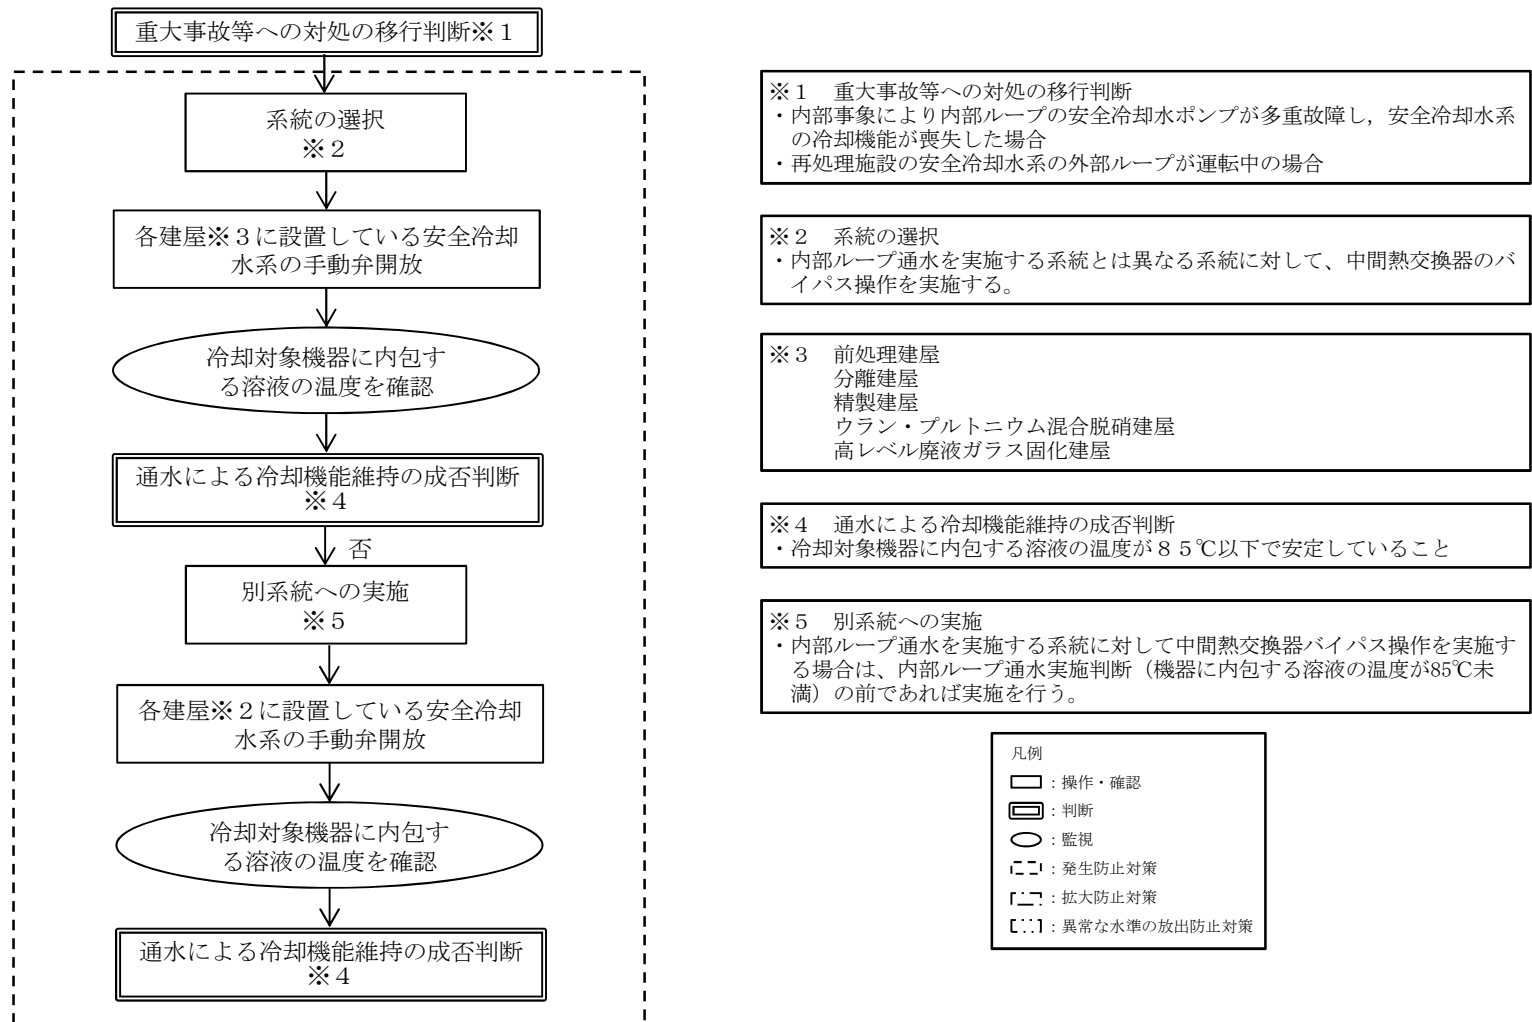 重大事故等への対処の移行判断※１
系統の選択
※２
各建屋※３に設置している安全冷却
水系の手動弁開放
冷却対象機器に内包す
る溶液の温度を確認
通水による冷却機能維持の成否判断
※４
否
別系統への実施
※５
各建屋※２に設置している安全冷却
水系の手動弁開放
冷却対象機器に内包す
る溶液の温度を確認
通水による冷却機能維持の成否判断
※４
※１　重大事故等への対処の移行判断
・内部事象により内部ループの安全冷却水ポンプが多重故障し，安全冷却水系
の冷却機能が喪失した場合
・再処理施設の安全冷却水系の外部ループが運転中の場合
※２　系統の選択
・内部ループ通水を実施する系統とは異なる系統に対して、中間熱交換器のバ
イパス操作を実施する。
※３　前処理建屋
分離建屋
精製建屋
ウラン・プルトニウム混合脱硝建屋
高レベル廃液ガラス固化建屋
※４　通水による冷却機能維持の成否判断
・冷却対象機器に内包する溶液の温度が８５℃以下で安定していること
※５　別系統への実施
・内部ループ通水を実施する系統に対して中間熱交換器バイパス操作を実施す
る場合は、内部ループ通水実施判断（機器に内包する溶液の温度が85℃未
満）の前であれば実施を行う。
凡例
：操作・確認
：判断
：監視
：発生防止対策
：拡大防止対策
：異常な水準の放出防止対策